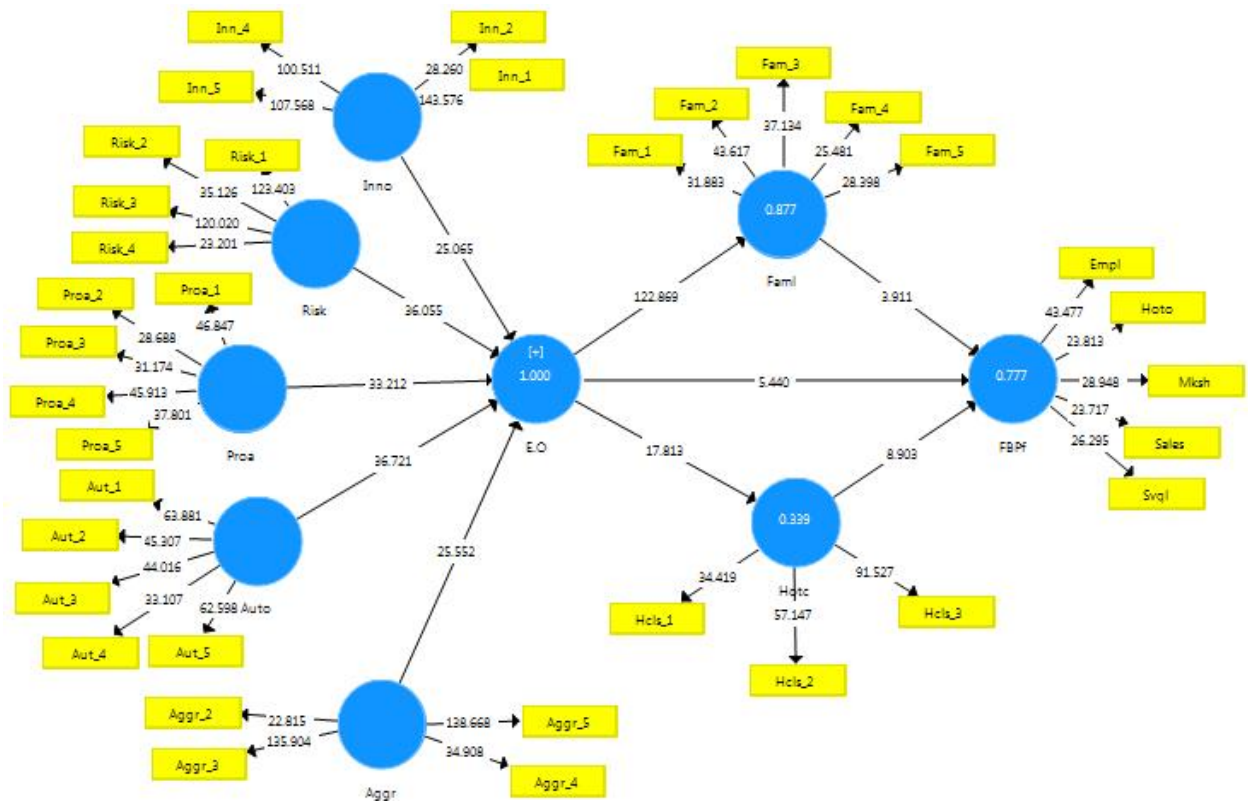 Inn_4
Inn_2
Inn_5
Inn_1
100.511
28.260
107.568
143.576
Inno
Risk_2
Risk_1
Risk_3
Risk_4
35.126
123.403
120.020
23.201
Risk
Proa_2
Proa_1
Proa_3
Proa_4
Proa_5
46.847
28.688
31.174
45.913
37.801
Proa
Aut_1
Aut_2
Aut_3
Aut_4
Aut_5
63.881
45.307
44.016
33.107
62.598
Auto
Aggr_2
Aggr_3
Aggr_5
Aggr_4
22.815
135.904
138.668
34.908
Aggr
25.065
36.055
33.212
36.721
25.552
[+]
1.000
E.O
122.869
5.440
17.813
Fam_1
Fam_2
Fam_3
Fam_4
Fam_5
31.883
43.617
37.134
25.481
28.398
0.877
Faml
3.911
0.339
Hotc
8.903
34.419
57.147
91.527
Hcls_1
Hcls_2
Hcls_3
0.777
FBPf
43.477
23.813
28.948
23.717
26.295
Empl
Hoto
Mksh
Sales
Svql